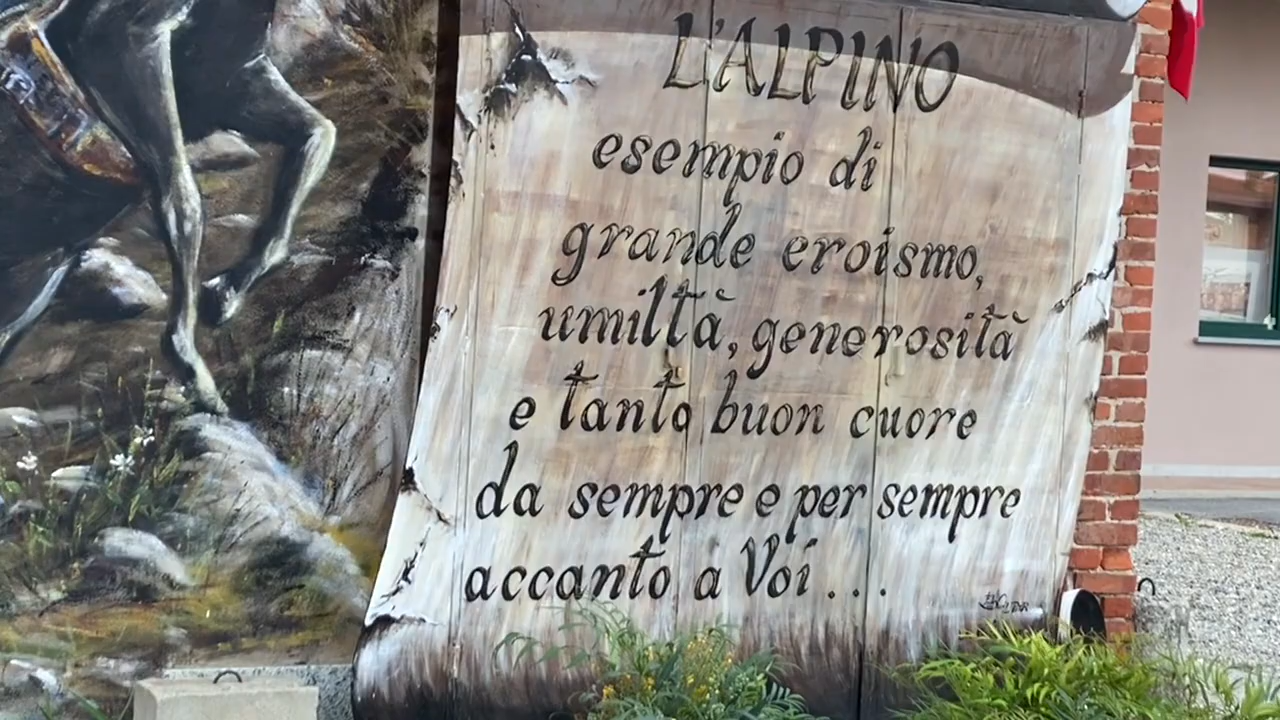 L'ALPINO
esempio di
grande eroismo,
umiltà, generosità
e tanto buon cuore
da sempre e per sempre
accanto a Voi...